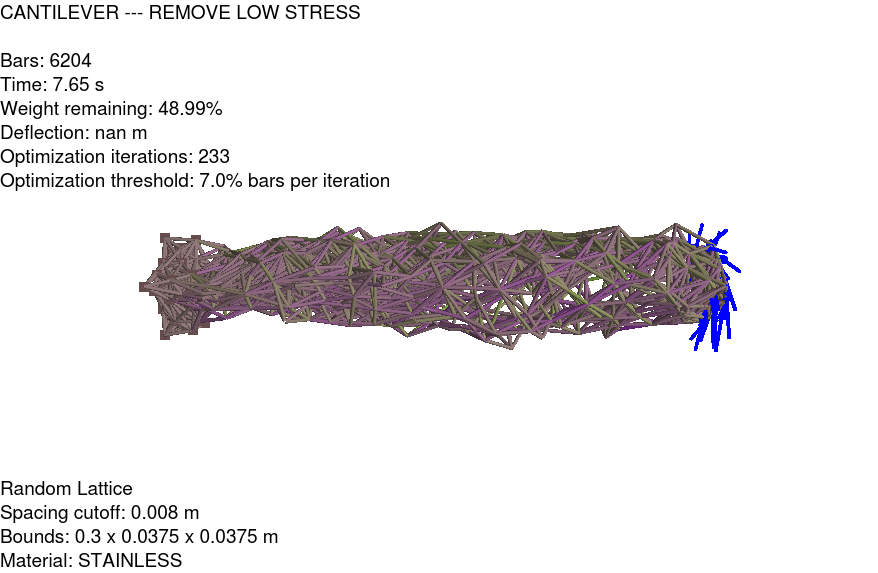 CANTILEVER --- REMOVE LOW STRESS
Bars: 6204
Time: 7.65 s
Weight remaining: 48.99%
Deflection: nan m
Optimization iterations: 233
Optimization threshold: 7.0% bars per iteration
Random Lattice
Spacing cutoff: 0.008 m
Bounds: 0.3 x 0.0375 x 0.0375 m
Material: STAINLESS